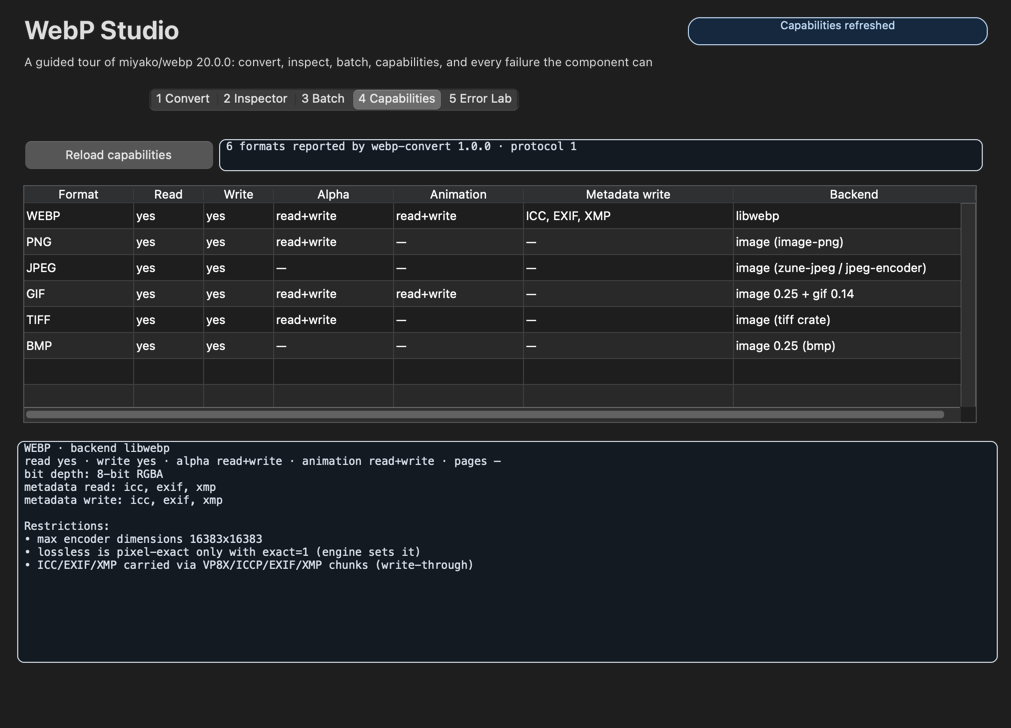 WebP Studio
Capabilities refreshed
A guided tour of miyako/webp 20.0.0: convert, inspect, batch, capabilities, and every failure the component can
1 Convert 2 Inspector 3 Batch 4 Capabilities 5 Error Lab
Reload capabilities
6 formats reported by webp-convert 1.0.0 · protocol 1
Format Read Write Alpha Animation Metadata write Backend
WEBP yes yes read+write read+write ICC, EXIF, XMP libwebp
PNG yes yes read+write — — image (image-png)
JPEG yes yes — — — image (zune-jpeg / jpeg-encoder)
GIF yes yes read+write read+write — image 0.25 + gif 0.14
TIFF yes yes read+write — — image (tiff crate)
BMP yes yes — — — image 0.25 (bmp)
WEBP · backend libwebp
read yes · write yes · alpha read+write · animation read+write · pages —
bit depth: 8-bit RGBA
metadata read: icc, exif, xmp
metadata write: icc, exif, xmp
Restrictions:
• max encoder dimensions 16383x16383
• lossless is pixel-exact only with exact=1 (engine sets it)
• ICC/EXIF/XMP carried via VP8X/ICCP/EXIF/XMP chunks (write-through)